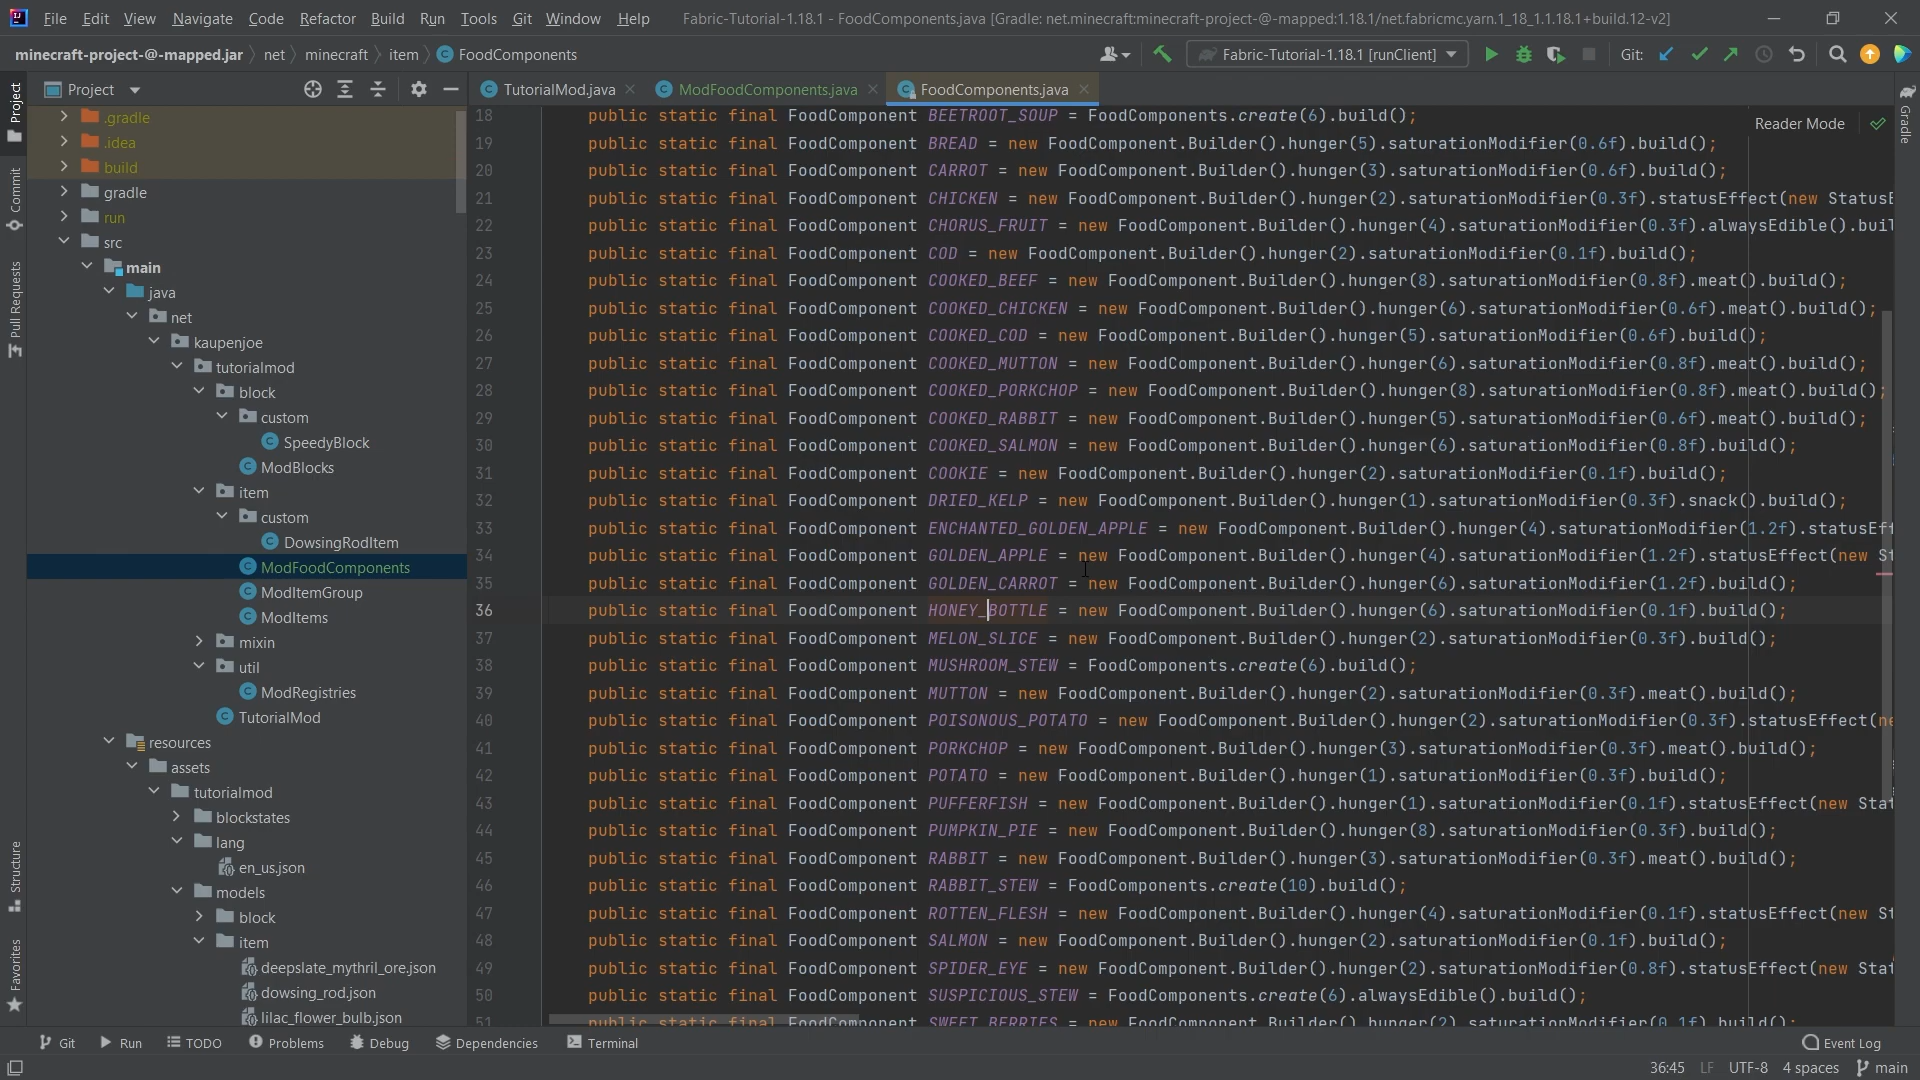 File Edit View Navigate Code Refactor Build Run Tools Git Window Help Fabric-Tutorial-1.18.1 - FoodComponents.java [Gradle: net.minecraft:minecraft-project-@-mapped:1.18.1/net.fabricmc.yarn.1_18_1.1.18.1+build.12-v2]
minecraft-project-@-mapped.jar net minecraft item FoodComponents Fabric-Tutorial-1.18.1 [runClient] Git:
Project TutorialMod.java ModFoodComponents.java FoodComponents.java
Reader Mode
Project
Commit
Pull Requests
Structure
Favorites
Gradle
.gradle
.idea
build
gradle
run
src
main
java
net
kaupenjoe
tutorialmod
block
custom
SpeedyBlock
ModBlocks
item
custom
DowsingRodItem
ModFoodComponents
ModItemGroup
ModItems
mixin
util
ModRegistries
TutorialMod
resources
assets
tutorialmod
blockstates
lang
en_us.json
models
block
item
deepslate_mythril_ore.json
dowsing_rod.json
lilac_flower_bulb.json
18 public static final FoodComponent BEETROOT_SOUP = FoodComponents.create(6).build();
19 public static final FoodComponent BREAD = new FoodComponent.Builder().hunger(5).saturationModifier(0.6f).build();
20 public static final FoodComponent CARROT = new FoodComponent.Builder().hunger(3).saturationModifier(0.6f).build();
21 public static final FoodComponent CHICKEN = new FoodComponent.Builder().hunger(2).saturationModifier(0.3f).statusEffect(new StatusE
22 public static final FoodComponent CHORUS_FRUIT = new FoodComponent.Builder().hunger(4).saturationModifier(0.3f).alwaysEdible().buil
23 public static final FoodComponent COD = new FoodComponent.Builder().hunger(2).saturationModifier(0.1f).build();
24 public static final FoodComponent COOKED_BEEF = new FoodComponent.Builder().hunger(8).saturationModifier(0.8f).meat().build();
25 public static final FoodComponent COOKED_CHICKEN = new FoodComponent.Builder().hunger(6).saturationModifier(0.6f).meat().build();
26 public static final FoodComponent COOKED_COD = new FoodComponent.Builder().hunger(5).saturationModifier(0.6f).build();
27 public static final FoodComponent COOKED_MUTTON = new FoodComponent.Builder().hunger(6).saturationModifier(0.8f).meat().build();
28 public static final FoodComponent COOKED_PORKCHOP = new FoodComponent.Builder().hunger(8).saturationModifier(0.8f).meat().build();
29 public static final FoodComponent COOKED_RABBIT = new FoodComponent.Builder().hunger(5).saturationModifier(0.6f).meat().build();
30 public static final FoodComponent COOKED_SALMON = new FoodComponent.Builder().hunger(6).saturationModifier(0.8f).build();
31 public static final FoodComponent COOKIE = new FoodComponent.Builder().hunger(2).saturationModifier(0.1f).build();
32 public static final FoodComponent DRIED_KELP = new FoodComponent.Builder().hunger(1).saturationModifier(0.3f).snack().build();
33 public static final FoodComponent ENCHANTED_GOLDEN_APPLE = new FoodComponent.Builder().hunger(4).saturationModifier(1.2f).statusEff
34 public static final FoodComponent GOLDEN_APPLE = new FoodComponent.Builder().hunger(4).saturationModifier(1.2f).statusEffect(new St
35 public static final FoodComponent GOLDEN_CARROT = new FoodComponent.Builder().hunger(6).saturationModifier(1.2f).build();
36 public static final FoodComponent HONEY_BOTTLE = new FoodComponent.Builder().hunger(6).saturationModifier(0.1f).build();
37 public static final FoodComponent MELON_SLICE = new FoodComponent.Builder().hunger(2).saturationModifier(0.3f).build();
38 public static final FoodComponent MUSHROOM_STEW = FoodComponents.create(6).build();
39 public static final FoodComponent MUTTON = new FoodComponent.Builder().hunger(2).saturationModifier(0.3f).meat().build();
40 public static final FoodComponent POISONOUS_POTATO = new FoodComponent.Builder().hunger(2).saturationModifier(0.3f).statusEffect(ne
41 public static final FoodComponent PORKCHOP = new FoodComponent.Builder().hunger(3).saturationModifier(0.3f).meat().build();
42 public static final FoodComponent POTATO = new FoodComponent.Builder().hunger(1).saturationModifier(0.3f).build();
43 public static final FoodComponent PUFFERFISH = new FoodComponent.Builder().hunger(1).saturationModifier(0.1f).statusEffect(new Stat
44 public static final FoodComponent PUMPKIN_PIE = new FoodComponent.Builder().hunger(8).saturationModifier(0.3f).build();
45 public static final FoodComponent RABBIT = new FoodComponent.Builder().hunger(3).saturationModifier(0.3f).meat().build();
46 public static final FoodComponent RABBIT_STEW = FoodComponents.create(10).build();
47 public static final FoodComponent ROTTEN_FLESH = new FoodComponent.Builder().hunger(4).saturationModifier(0.1f).statusEffect(new St
48 public static final FoodComponent SALMON = new FoodComponent.Builder().hunger(2).saturationModifier(0.1f).build();
49 public static final FoodComponent SPIDER_EYE = new FoodComponent.Builder().hunger(2).saturationModifier(0.8f).statusEffect(new Stat
50 public static final FoodComponent SUSPICIOUS_STEW = FoodComponents.create(6).alwaysEdible().build();
51 public static final FoodComponent SWEET_BERRIES = new FoodComponent.Builder().hunger(2).saturationModifier(0.1f).build();
Git Run TODO Problems Debug Dependencies Terminal Event Log
36:45 LF UTF-8 4 spaces main